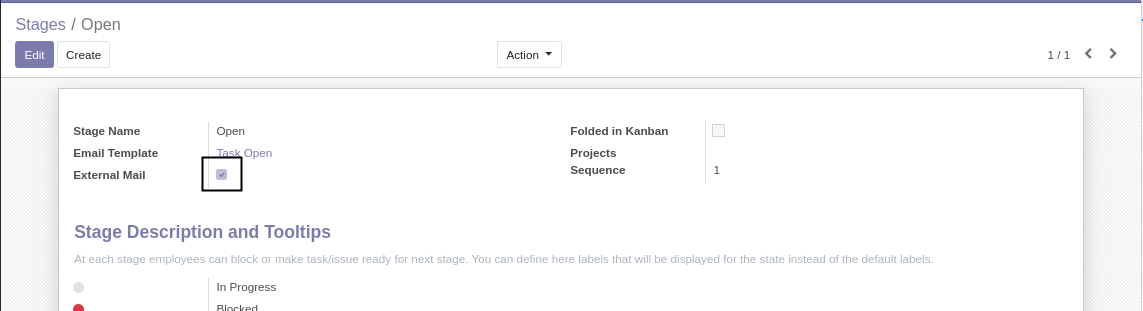 Stages / Open
Edit Create Action 1 / 1
Stage Name Open Folded in Kanban
Email Template Task Open Projects
External Mail Sequence 1
Stage Description and Tooltips
At each stage employees can block or make task/issue ready for next stage. You can define here labels that will be displayed for the state instead of the default labels.
In Progress
Blocked